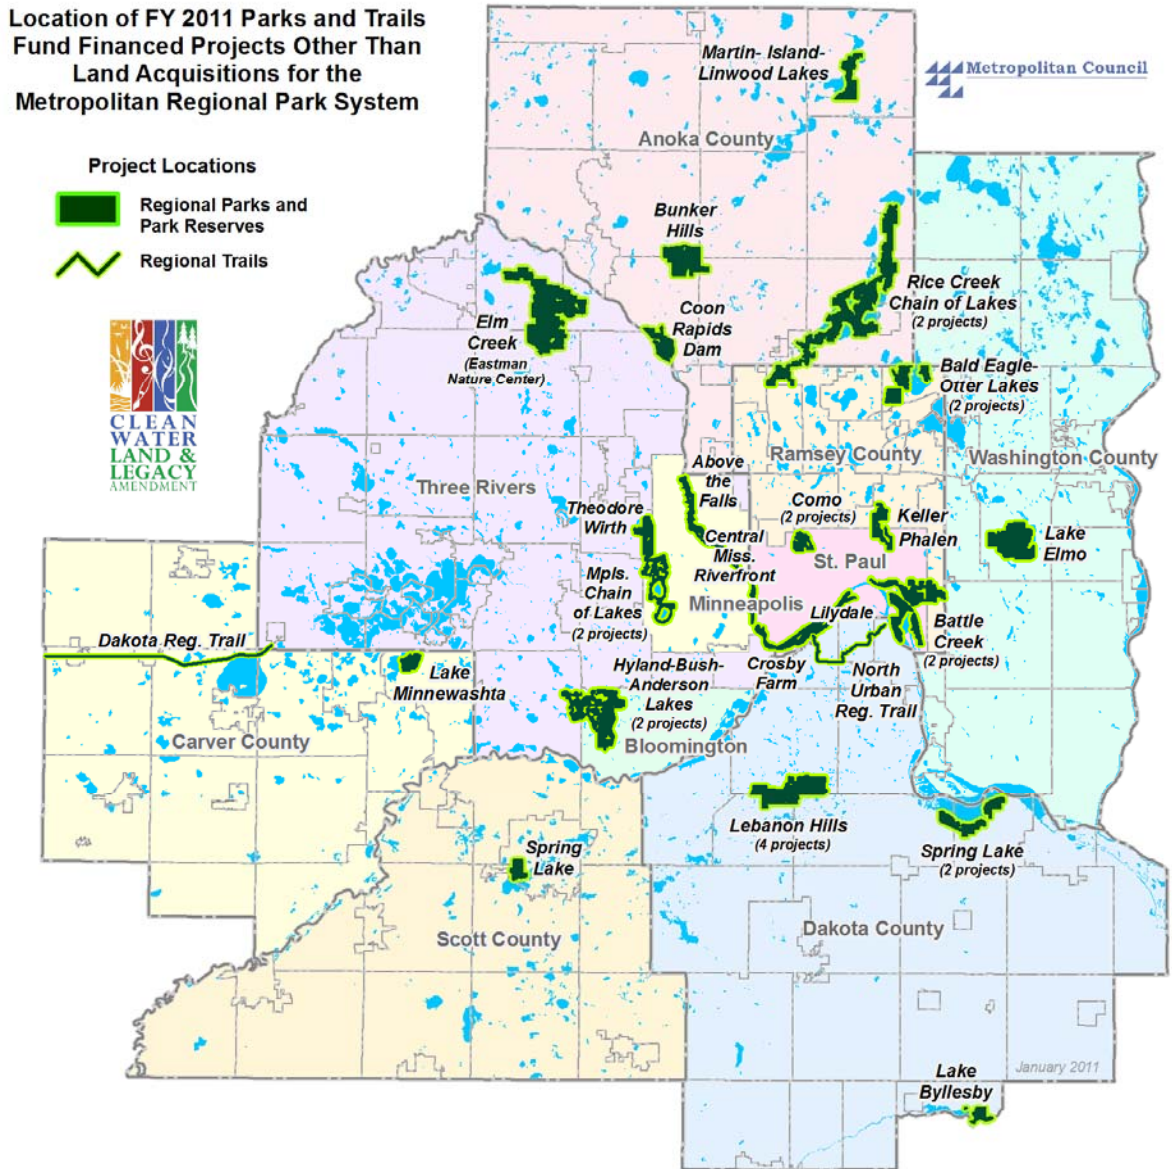 Location of FY 2011 Parks and Trails
Fund Financed Projects Other Than
Land Acquisitions for the
Metropolitan Regional Park System
Metropolitan Council
Project Locations
Regional Parks and
Park Reserves
Regional Trails
CLEAN
WATER
LAND &
LEGACY
AMENDMENT
Martin- Island-
Linwood Lakes
Anoka County
Bunker
Hills
Rice Creek
Chain of Lakes
(2 projects)
Elm
Creek
(Eastman
Nature Center)
Coon
Rapids
Dam
Bald Eagle-
Otter Lakes
(2 projects)
Ramsey County
Washington County
Three Rivers
Above
the
Falls
Theodore
Wirth
Como
(2 projects)
Keller
Phalen
Lake
Elmo
Central
Miss.
Riverfront
St. Paul
Mpls.
Chain
of Lakes
(2 projects)
Minneapolis
Lilydale
Battle
Creek
(2 projects)
Dakota Reg. Trail
Lake
Minnewashta
Hyland-Bush-
Anderson
Lakes
(2 projects)
Crosby
Farm
North
Urban
Reg. Trail
Carver County
Bloomington
Lebanon Hills
(4 projects)
Spring Lake
(2 projects)
Spring
Lake
Scott County
Dakota County
January 2011
Lake
Byllesby